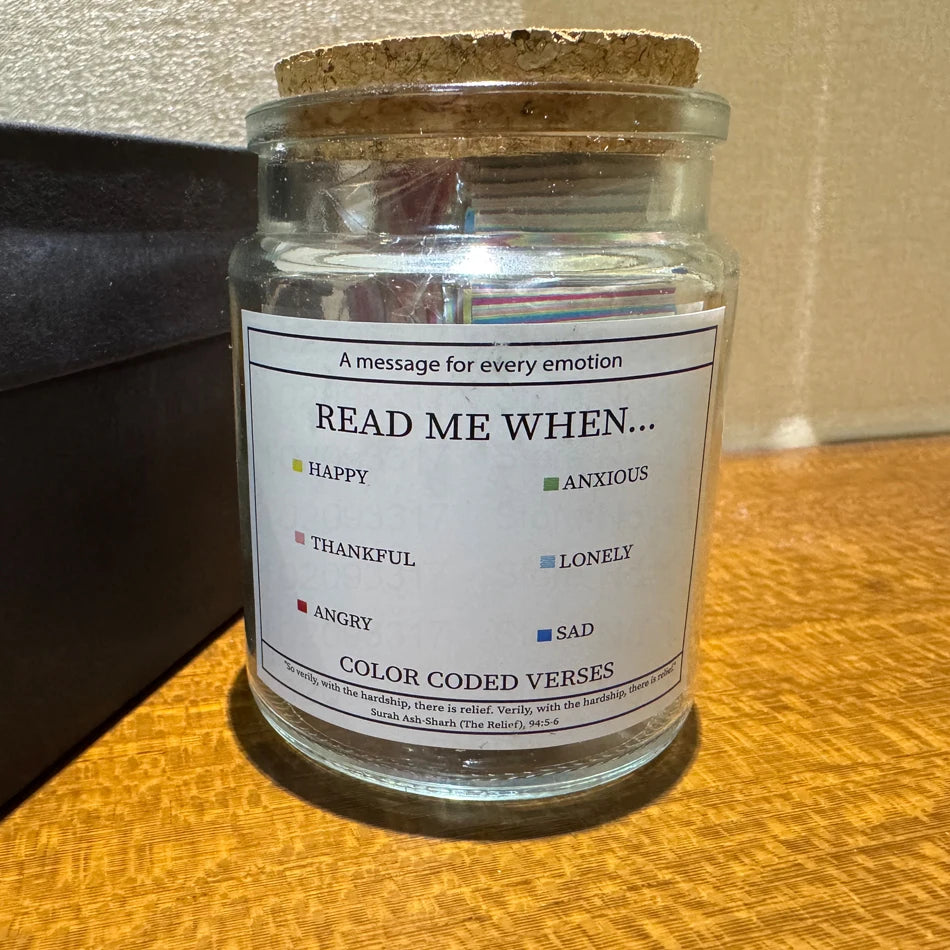 A message for every emotion
READ ME WHEN...
HAPPY
ANXIOUS
THANKFUL
LONELY
ANGRY
SAD
COLOR CODED VERSES
"So verily, with the hardship, there is relief. Verily, with the hardship, there is relief."
Surah Ash-Sharh (The Relief), 94:5-6